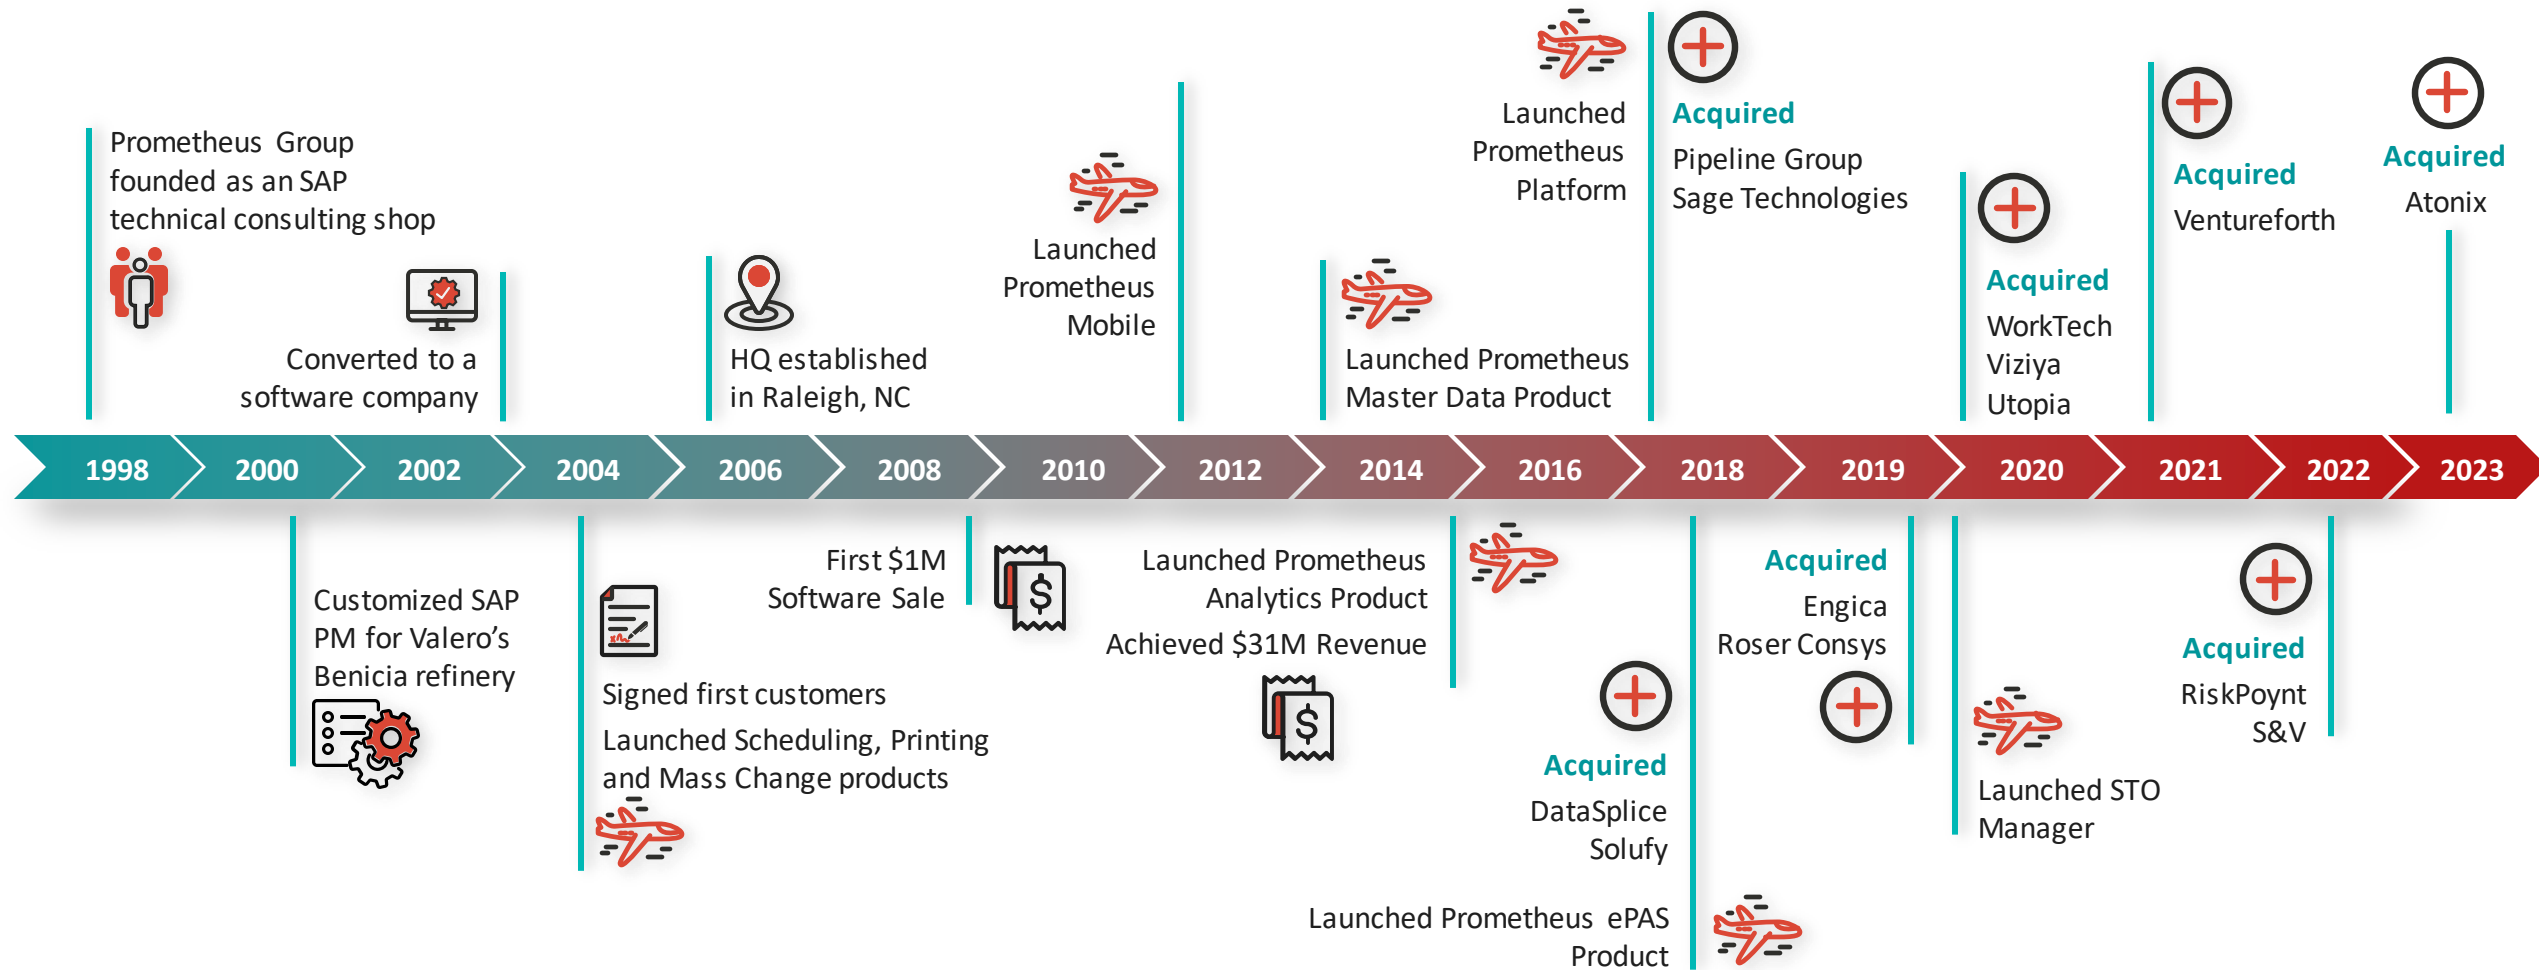 Prometheus Group
founded as an SAP
technical consulting shop
Converted to a
software company
HQ established
in Raleigh, NC
Launched
Prometheus
Mobile
Launched Prometheus
Master Data Product
Launched
Prometheus
Platform
Acquired
Pipeline Group
Sage Technologies
Acquired
WorkTech
Viziya
Utopia
Acquired
Ventureforth
Acquired
Atonix
1998 2000 2002 2004 2006 2008 2010 2012 2014 2016 2018 2019 2020 2021 2022 2023
Customized SAP
PM for Valero’s
Benicia refinery
Signed first customers
Launched Scheduling, Printing
and Mass Change products
First $1M
Software Sale
$
Launched Prometheus
Analytics Product
Achieved $31M Revenue
$
Acquired
DataSplice
Solufy
Launched Prometheus ePAS
Product
Acquired
Engica
Roser Consys
Launched STO
Manager
Acquired
RiskPoynt
S&V